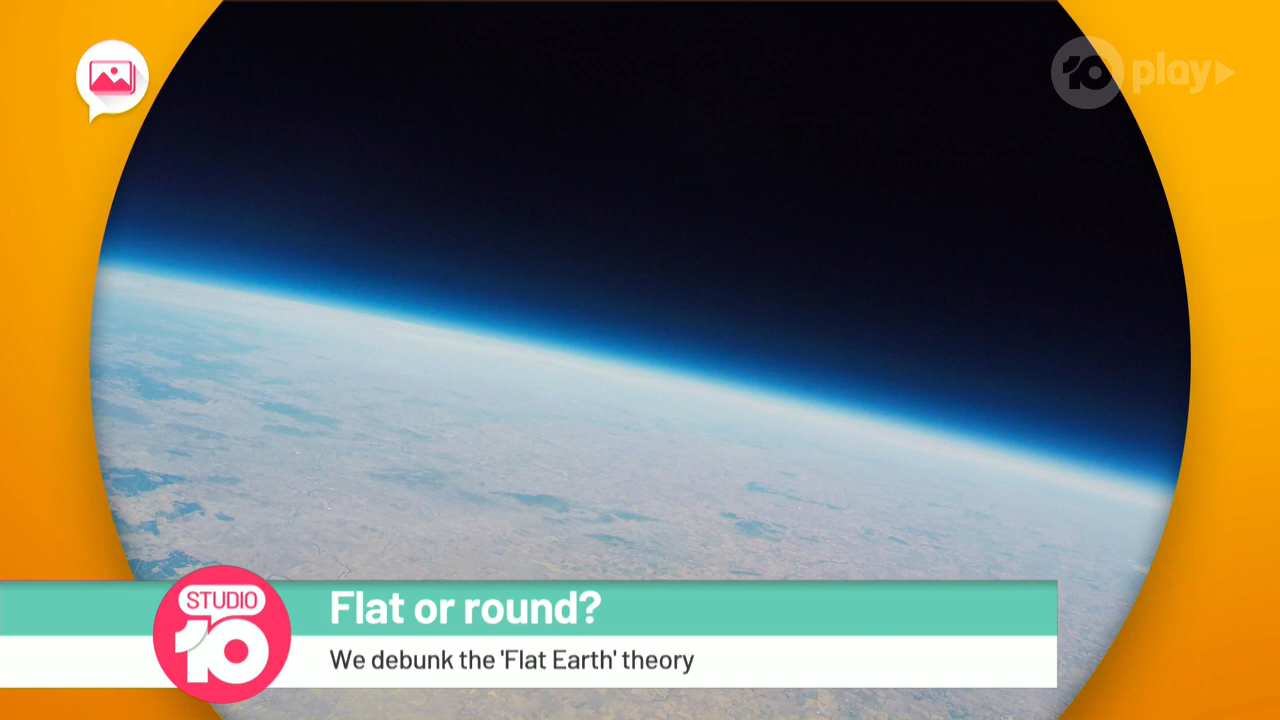 10 play
Flat or round?
STUDIO
10
We debunk the 'Flat Earth' theory